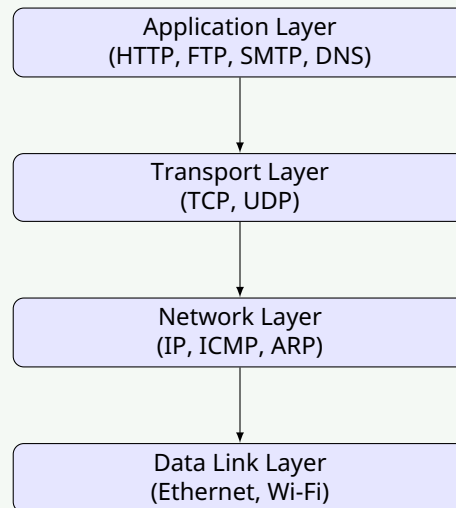 Application Layer
(HTTP, FTP, SMTP, DNS)
Transport Layer
(TCP, UDP)
Network Layer
(IP, ICMP, ARP)
Data Link Layer
(Ethernet, Wi-Fi)